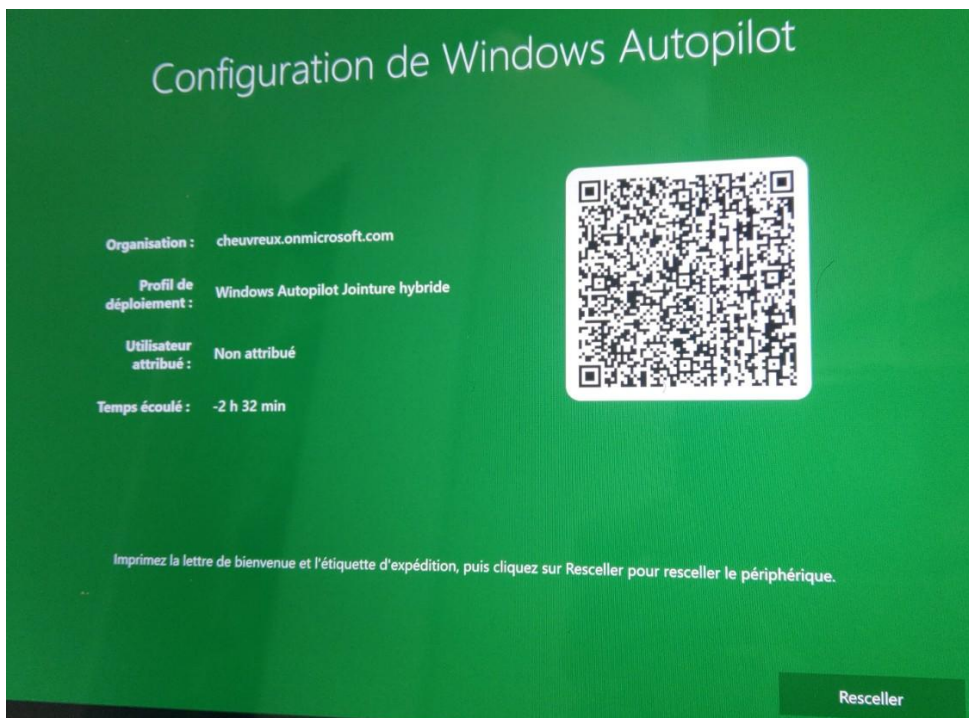 Configuration de Windows Autopilot
Organisation : cheuvreux.onmicrosoft.com
Profil de
déploiement : Windows Autopilot Jointure hybride
Utilisateur
attribué : Non attribué
Temps écoulé : -2 h 32 min
Imprimez la lettre de bienvenue et l'étiquette d'expédition, puis cliquez sur Resceller pour resceller le périphérique.
Resceller